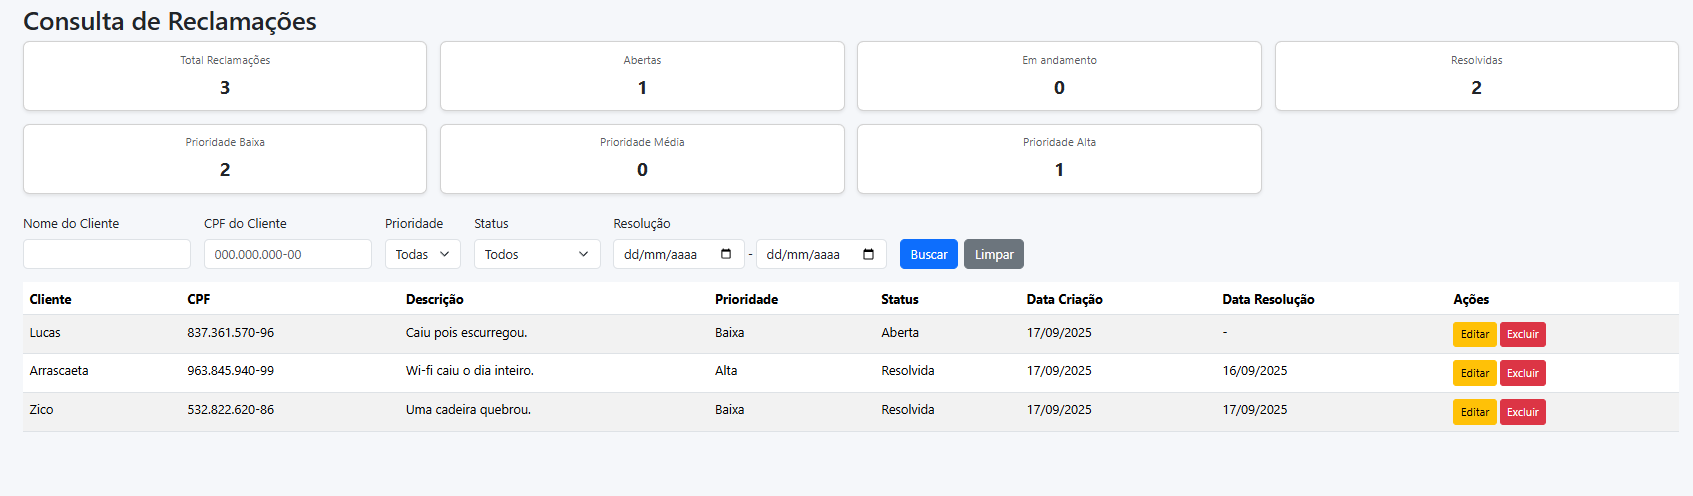 Consulta de Reclamações
Total Reclamações Abertas Em andamento Resolvidas
3 1 0 2
Prioridade Baixa Prioridade Média Prioridade Alta
2 0 1
Nome do Cliente CPF do Cliente Prioridade Status Resolução
000.000.000-00 Todas Todos dd/mm/aaaa - dd/mm/aaaa Buscar Limpar
Cliente CPF Descrição Prioridade Status Data Criação Data Resolução Ações
Lucas 837.361.570-96 Caiu pois escurregou. Baixa Aberta 17/09/2025 - Editar Excluir
Arrascaeta 963.845.940-99 Wi-fi caiu o dia inteiro. Alta Resolvida 17/09/2025 16/09/2025 Editar Excluir
Zico 532.822.620-86 Uma cadeira quebrou. Baixa Resolvida 17/09/2025 17/09/2025 Editar Excluir